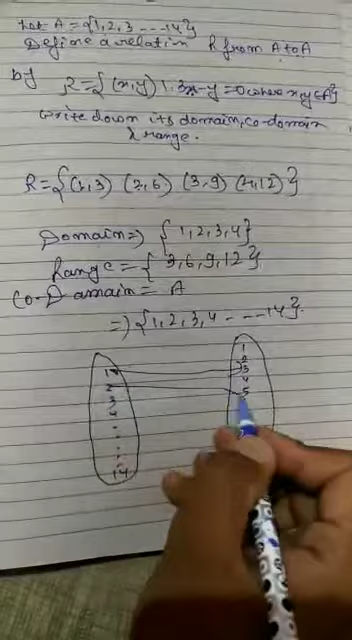 Let A = {1,2,3 ---14}
Define a relation R from A to A
by R = {(x,y) : 3x-y=0 where x,y ∈ A}
write down its domain, co-domain
& range.
R = {(1,3) (2,6) (3,9) (4,12)}
Domain => {1,2,3,4}
Range = {3,6,9,12}
Co-Domain = A
=> {1,2,3,4 - ---14}.
1
2
3
4
.
.
.
.
14
1
2
3
4
5